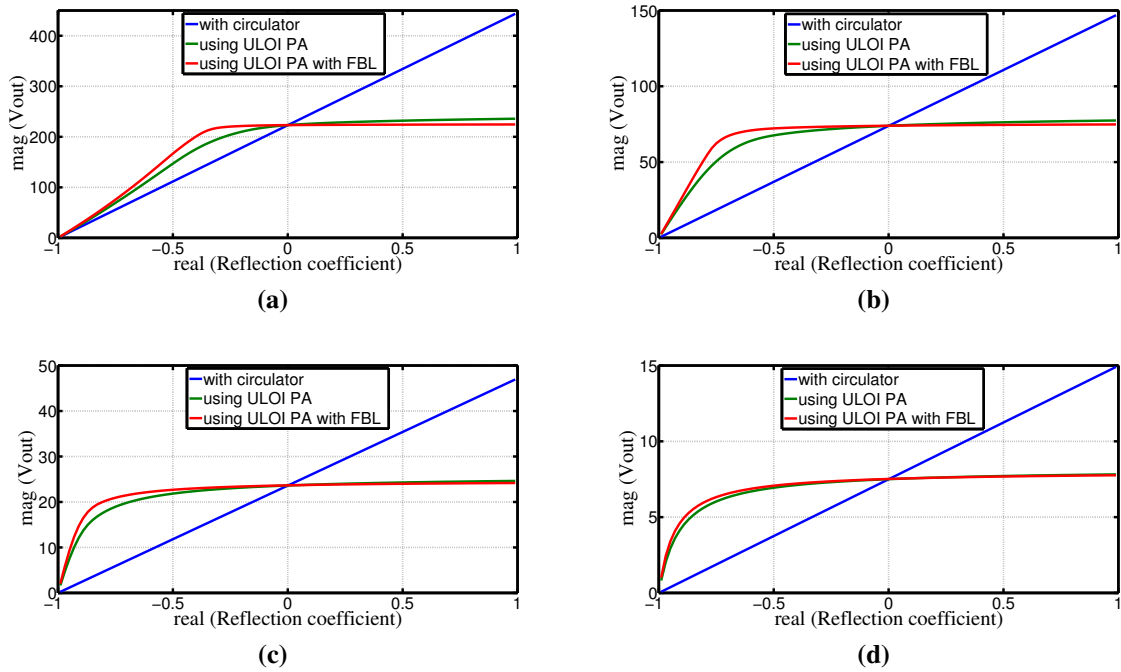 400
300
200
100
0
mag (Vout)
with circulator
using ULOI PA
using ULOI PA with FBL
−1
−0.5
0
0.5
1
real (Reflection coefficient)
(a)
150
100
50
0
mag (Vout)
with circulator
using ULOI PA
using ULOI PA with FBL
−1
−0.5
0
0.5
1
real (Reflection coefficient)
(b)
50
40
30
20
10
0
mag (Vout)
with circulator
using ULOI PA
using ULOI PA with FBL
−1
−0.5
0
0.5
1
real (Reflection coefficient)
(c)
15
10
5
0
mag (Vout)
with circulator
using ULOI PA
using ULOI PA with FBL
−1
−0.5
0
0.5
1
real (Reflection coefficient)
(d)